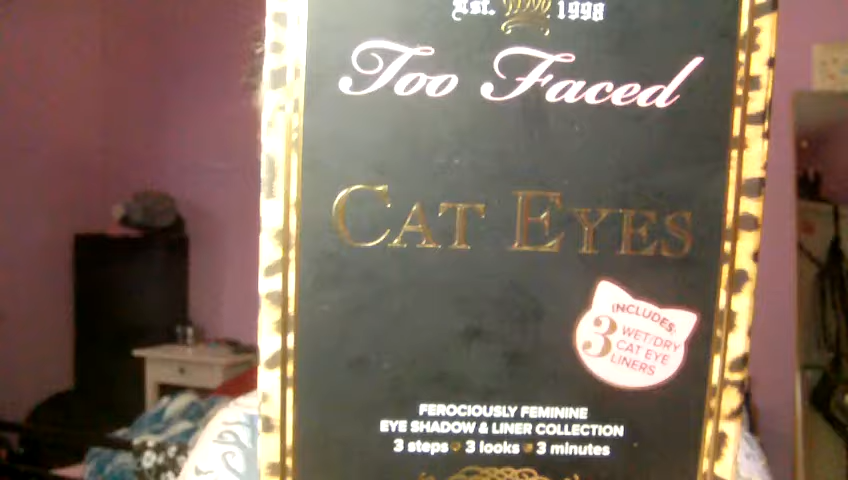 Est. 1998
Too Faced
CAT EYES
INCLUDES:
3 WET/DRY
CAT EYE
LINERS
FEROCIOUSLY FEMININE
EYE SHADOW & LINER COLLECTION
3 steps 3 looks 3 minutes